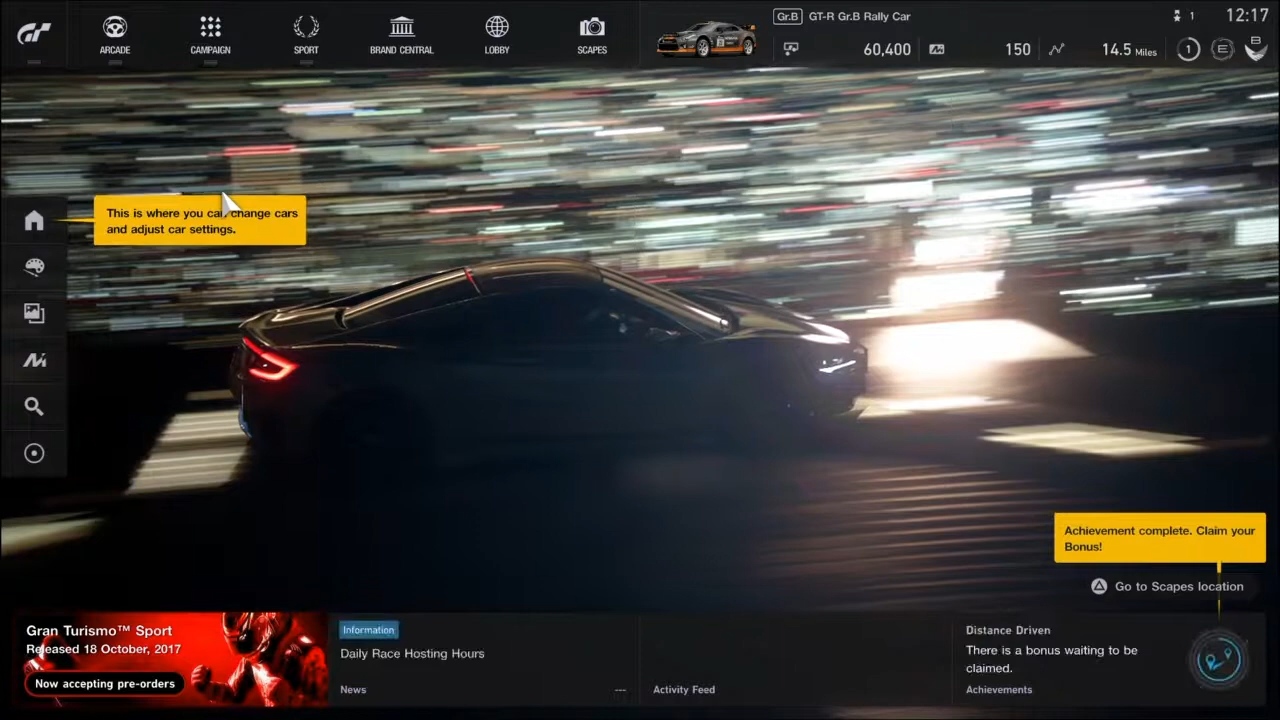 Gr.B GT-R Gr.B Rally Car
1
12:17
ARCADE
CAMPAIGN
SPORT
BRAND CENTRAL
LOBBY
SCAPES
60,400
150
14.5 Miles
1
E
B
This is where you can change cars
and adjust car settings.
Achievement complete. Claim your
Bonus!
Go to Scapes location
Gran Turismo™ Sport
Released 18 October, 2017
Now accepting pre-orders
Information
Daily Race Hosting Hours
News
---
Activity Feed
Distance Driven
There is a bonus waiting to be
claimed.
Achievements